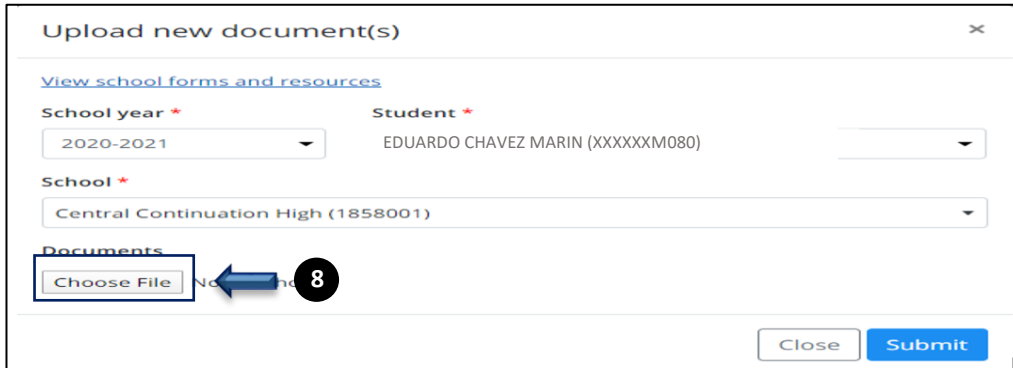 Upload new document(s) ×
View school forms and resources
School year * Student *
2020-2021 EDUARDO CHAVEZ MARIN (XXXXXXM080)
School *
Central Continuation High (1858001)
Documents
Choose File 8
Close Submit